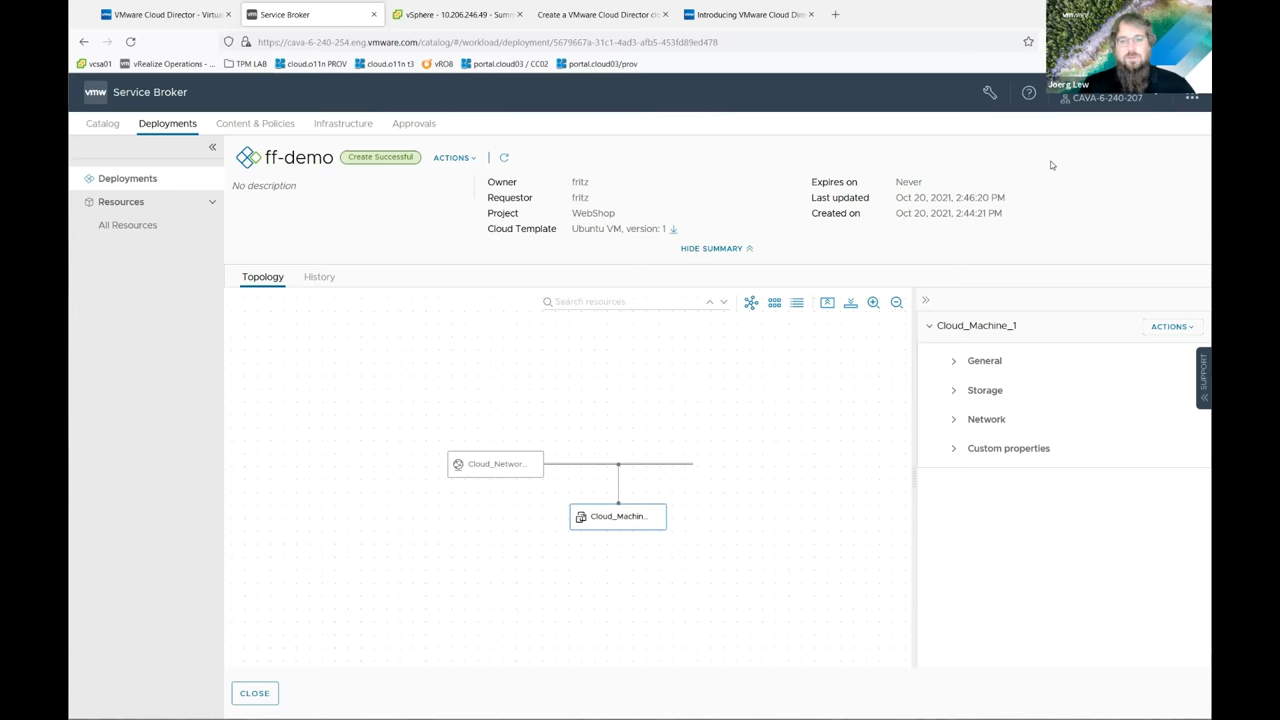 VMware Cloud Director - Virtua
Service Broker
vSphere - 10.206.246.49 - Summ
Create a VMware Cloud Director clo
Introducing VMware Cloud Dire
https://cava-6-240-254.eng.vmware.com/catalog/#/workload/deployment/5679667a-31c1-4ad3-afb5-453fd89ed478
vcsa01
vRealize Operations - ...
TPM LAB
cloud.o11n PROV
cloud.o11n t3
vRO8
portal.cloud03 / CC02
portal.cloud03/prov
vmware
Joerg Lew
vmw Service Broker
CAVA-6-240-207
Catalog
Deployments
Content & Policies
Infrastructure
Approvals
Deployments
Resources
All Resources
ff-demo
Create Successful
ACTIONS
No description
Owner fritz
Requestor fritz
Project WebShop
Cloud Template Ubuntu VM, version: 1
Expires on Never
Last updated Oct 20, 2021, 2:46:20 PM
Created on Oct 20, 2021, 2:44:21 PM
HIDE SUMMARY
Topology
History
Search resources
Cloud_Networ...
Cloud_Machin...
Cloud_Machine_1
ACTIONS
General
Storage
Network
Custom properties
SUPPORT
CLOSE